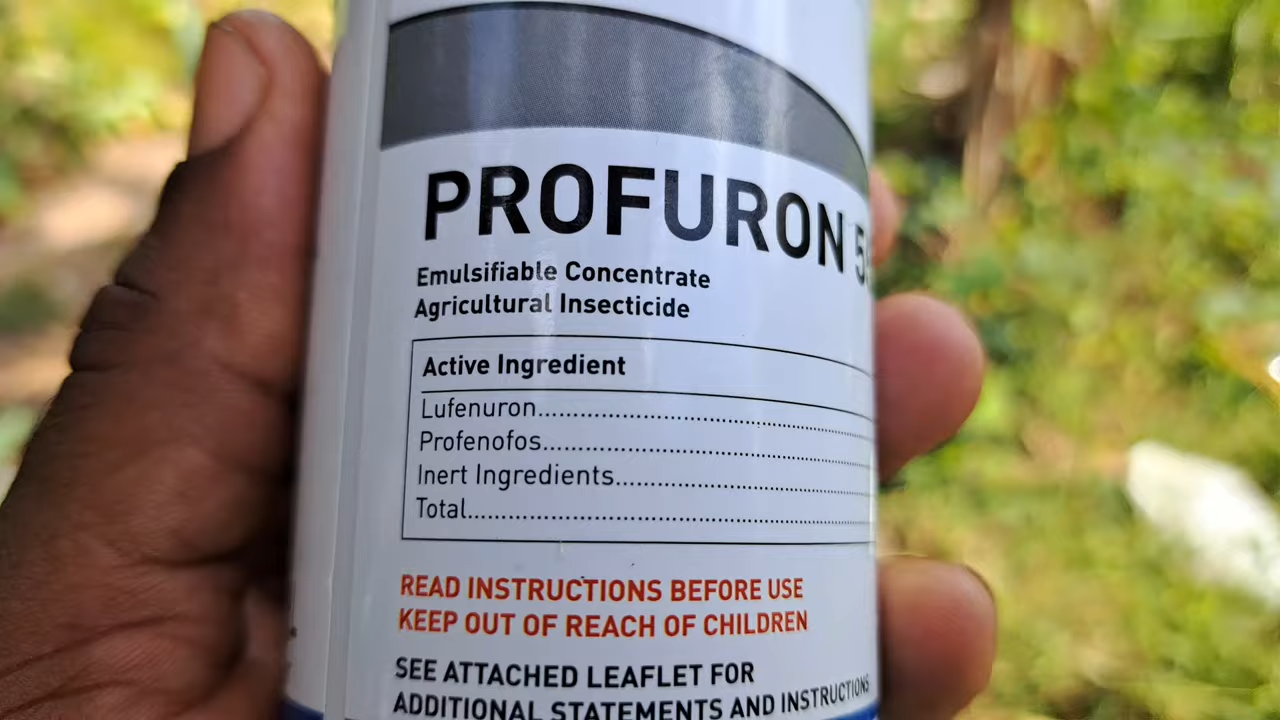 PROFURON
Emulsifiable Concentrate
Agricultural Insecticide
Active Ingredient
Lufenuron
Profenofos
Inert Ingredients
Total
READ INSTRUCTIONS BEFORE USE
KEEP OUT OF REACH OF CHILDREN
SEE ATTACHED LEAFLET FOR
ADDITIONAL STATEMENTS AND INSTRUCTIONS